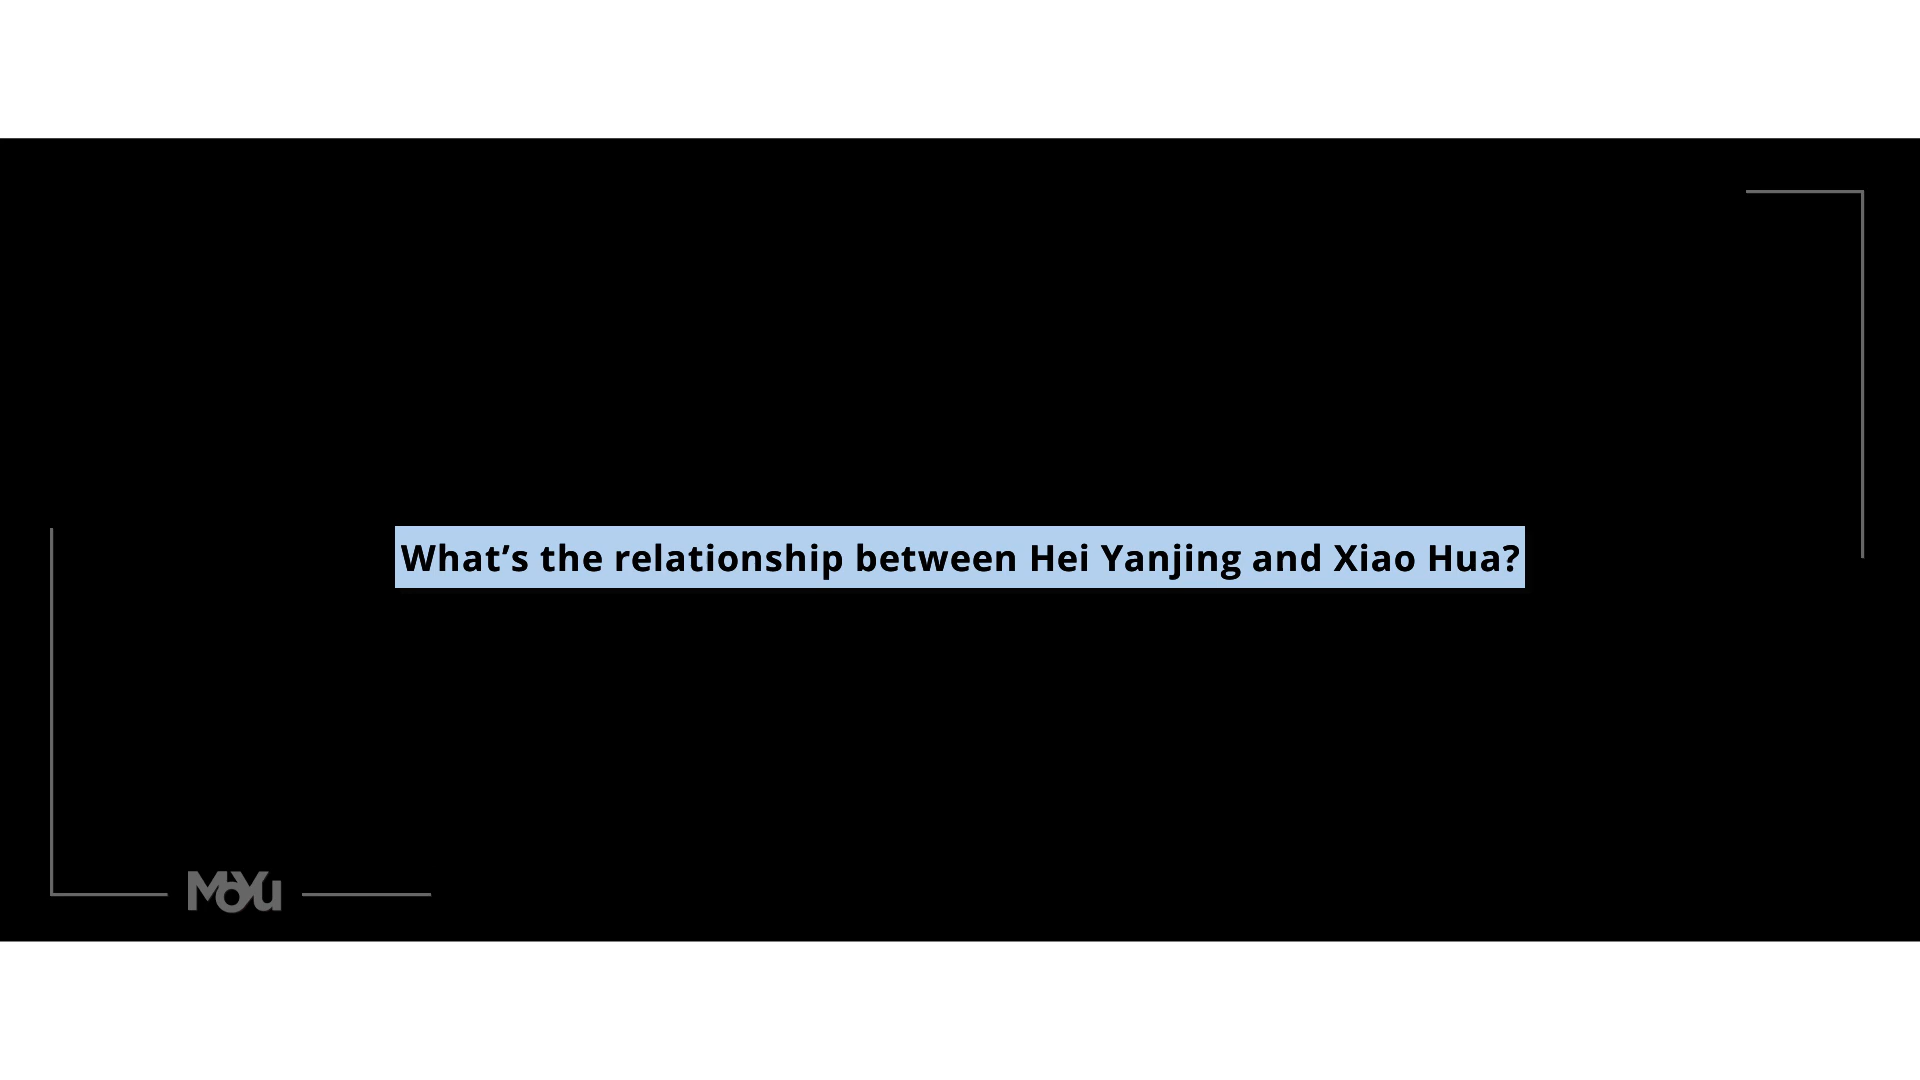 What’s the relationship between Hei Yanjing and Xiao Hua?
MoYu